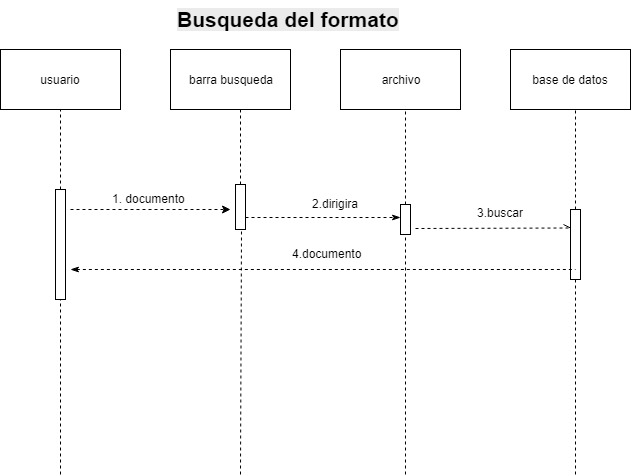 Busqueda del formato
usuario
barra busqueda
archivo
base de datos
1. documento
2.dirigira
3.buscar
4.documento